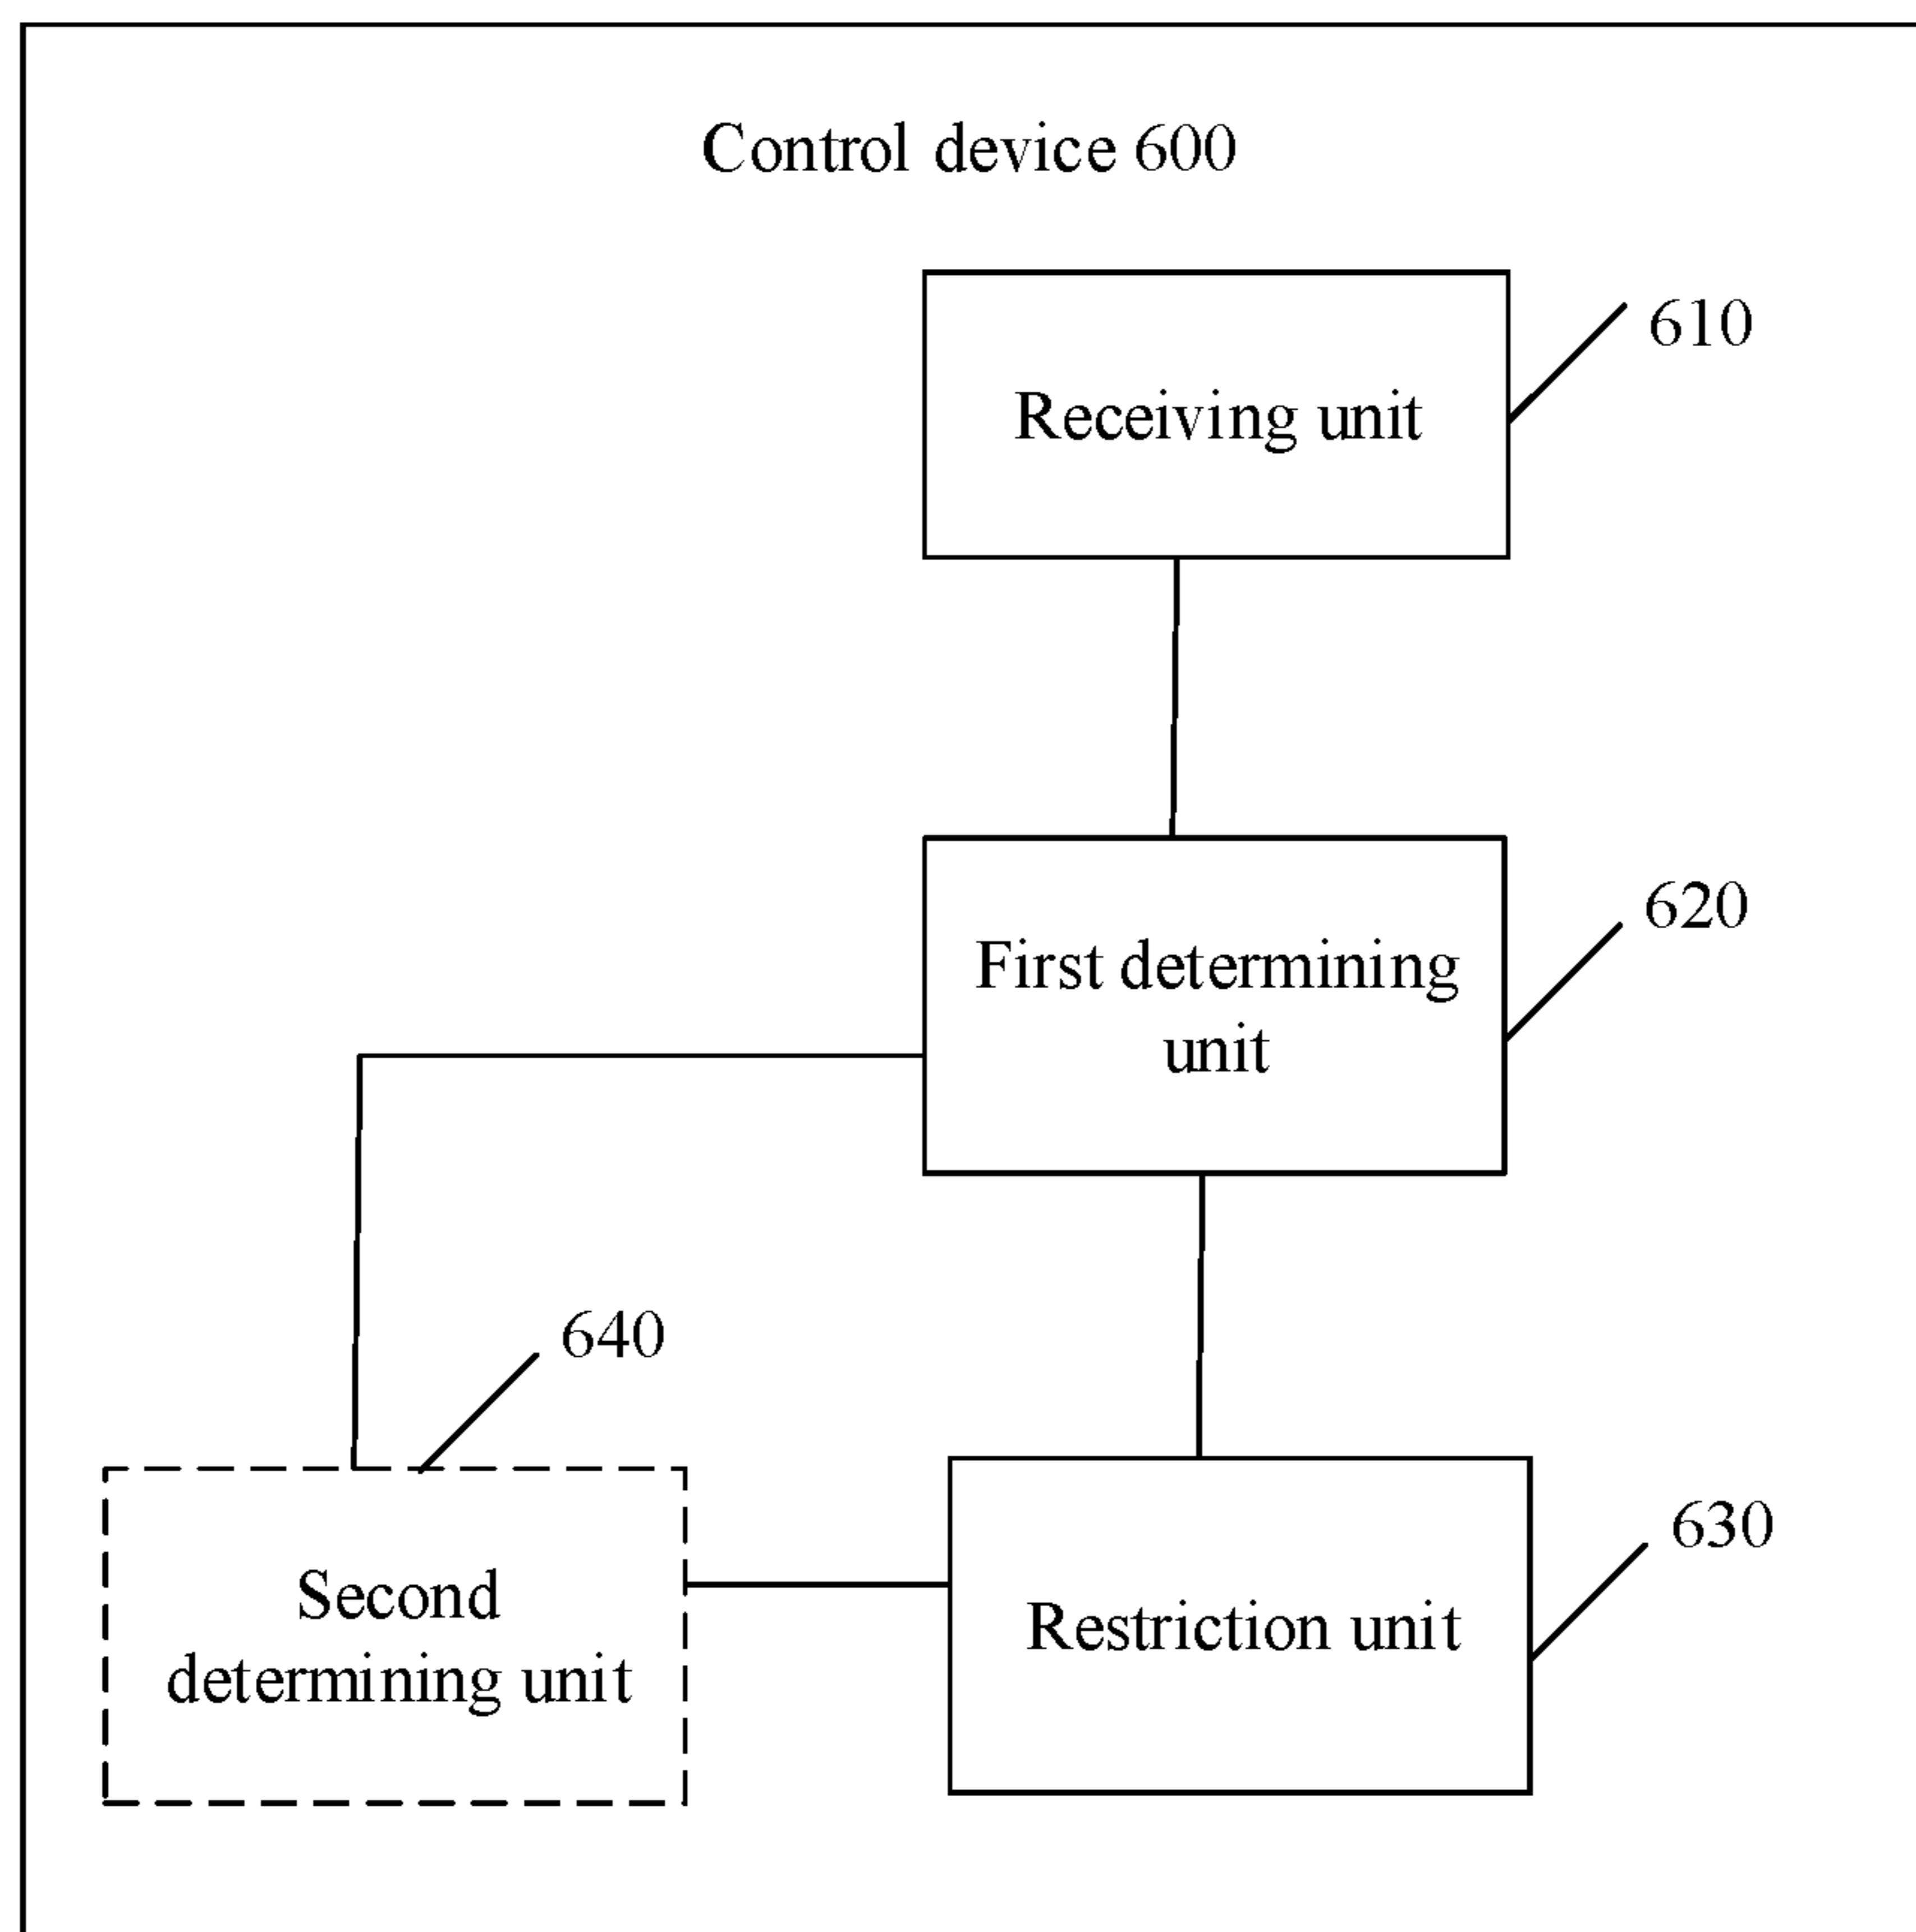 Control device 600
610
Receiving unit
620
First determining
unit
640
630
Second
determining unit
Restriction unit